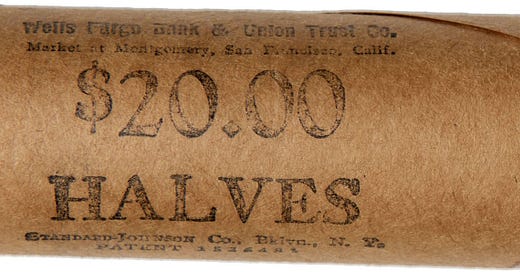 Wells Fargo Bank & Union Trust Co.
Market at Montgomery, San Francisco, Calif.
$20.00
HALVES
STANDARD-JOHNSON Co., Bklyn., N. Y.
PATENT